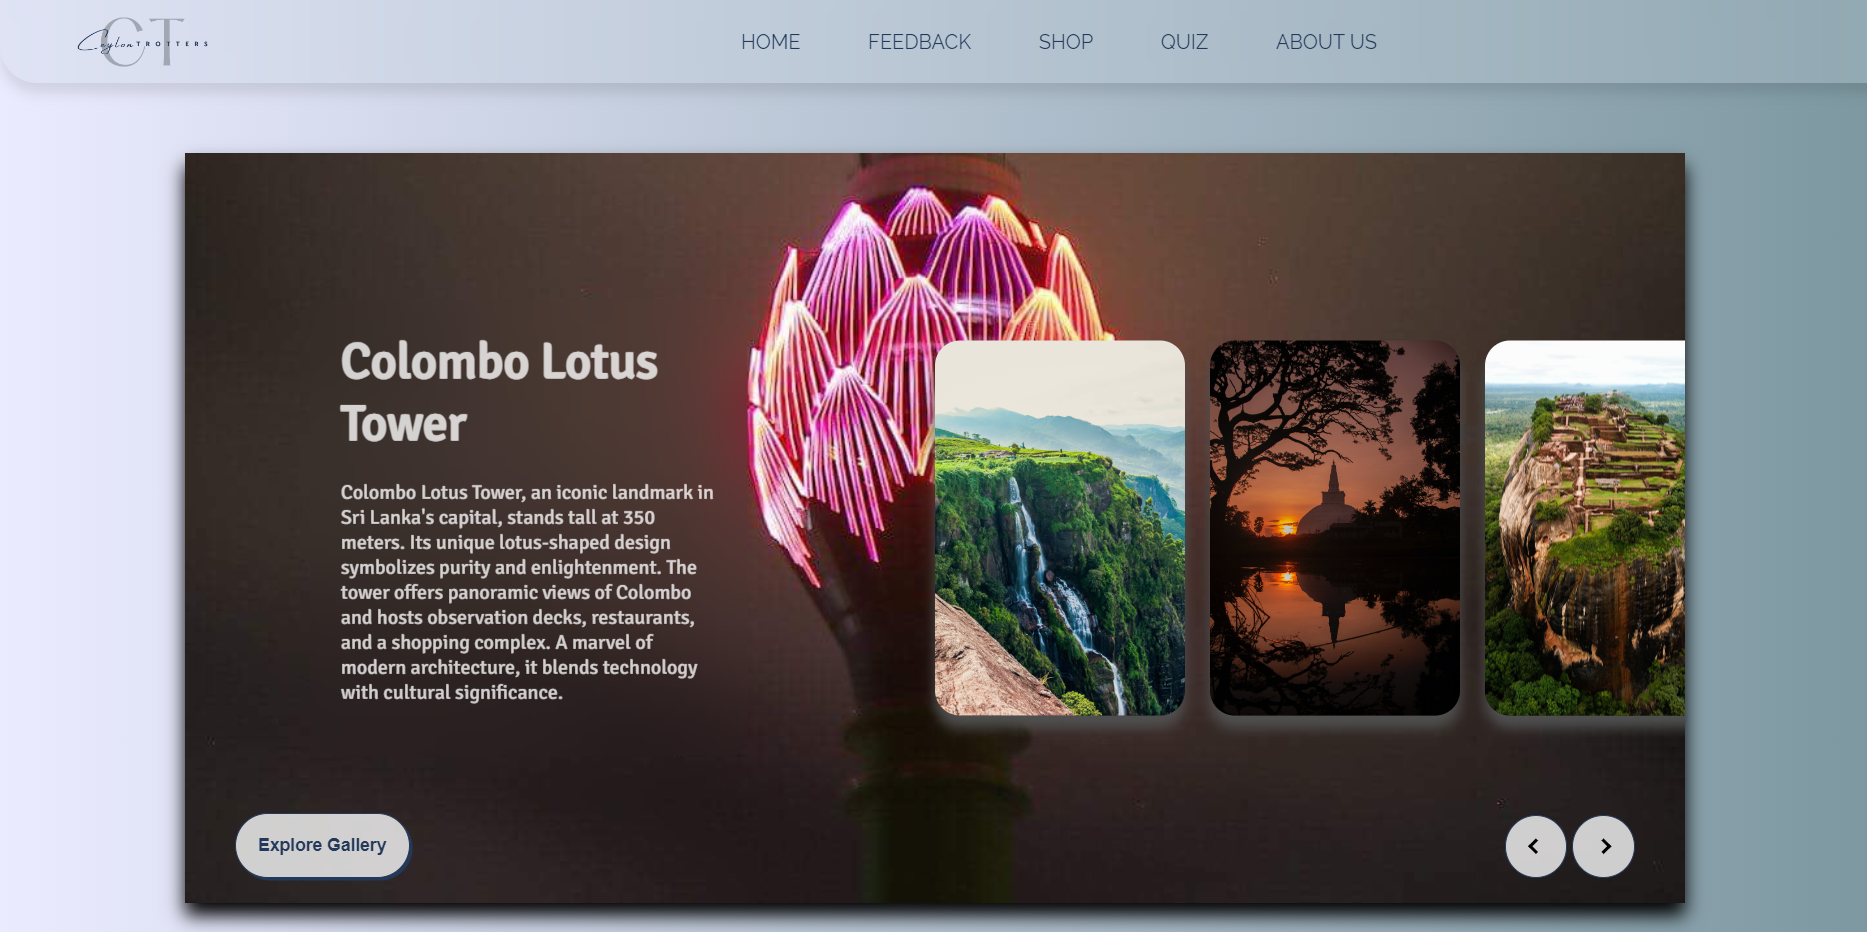 CT
Ceylon TROTTERS
HOME
FEEDBACK
SHOP
QUIZ
ABOUT US
Colombo Lotus
Tower
Colombo Lotus Tower, an iconic landmark in
Sri Lanka's capital, stands tall at 350
meters. Its unique lotus-shaped design
symbolizes purity and enlightenment. The
tower offers panoramic views of Colombo
and hosts observation decks, restaurants,
and a shopping complex. A marvel of
modern architecture, it blends technology
with cultural significance.
Explore Gallery